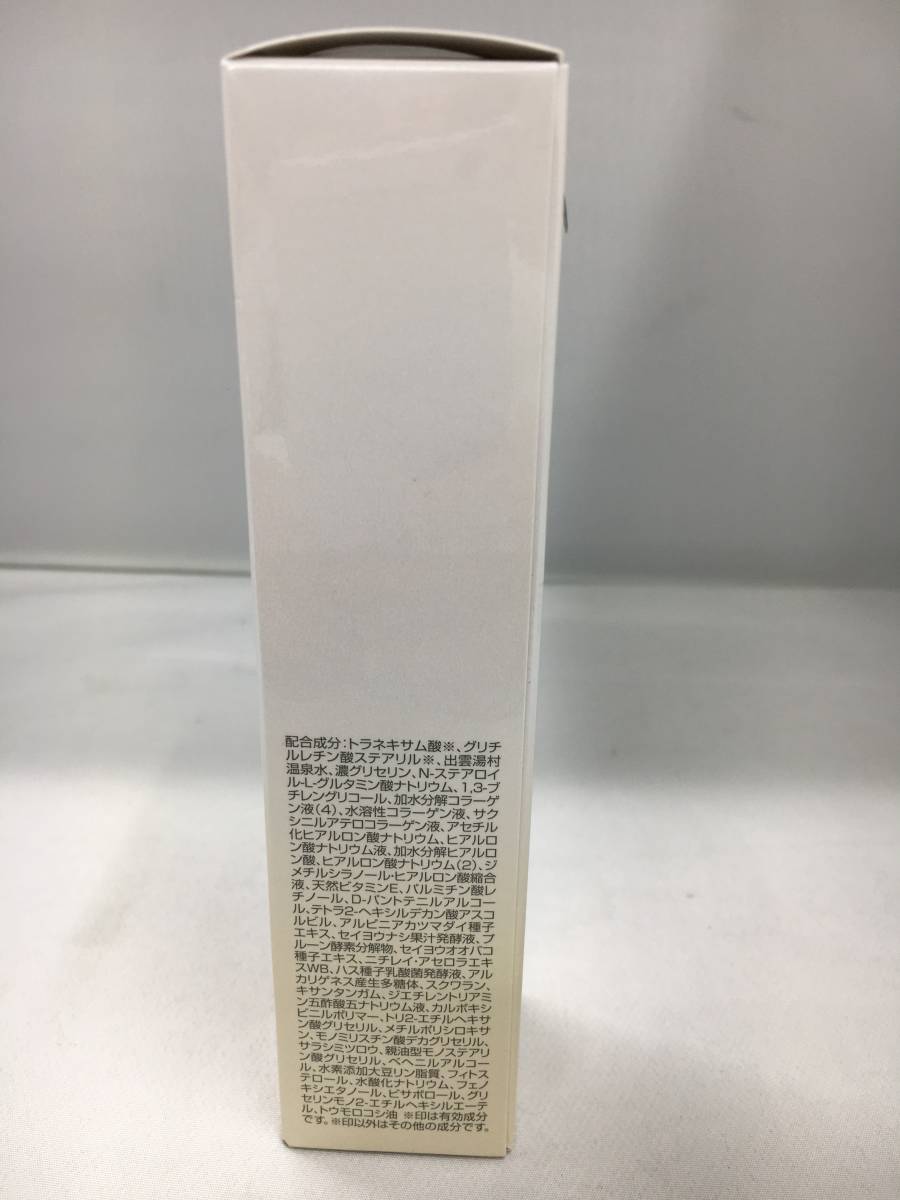 配合成分：トラネキサム酸※、グリチ
ルレチン酸ステアリル※、出雲湯村
温泉水、濃グリセリン、N-ステアロイ
ル-L-グルタミン酸ナトリウム、1,3-ブ
チレングリコール、加水分解コラーゲ
ン液(4)、水溶性コラーゲン液、サク
シニルアテロコラーゲン液、アセチル
化ヒアルロン酸ナトリウム、ヒアルロ
ン酸ナトリウム液、加水分解ヒアルロ
ン酸、ヒアルロン酸ナトリウム(2)、ジ
メチルシラノール・ヒアルロン酸縮合
液、天然ビタミンE、パルミチン酸レ
チノール、D-パントテニルアルコー
ル、テトラ2-ヘキシルデカン酸アスコ
ルビル、アルピニアカツマダイ種子
エキス、セイヨウナシ果汁発酵液、プ
ルーン酵素分解物、セイヨウオオバコ
種子エキス、ニチレイ・アセロラエキ
スWB、ハス種子乳酸菌発酵液、アル
カリゲネス産生多糖体、スクワラン、
キサンタンガム、ジエチレントリアミ
ン五酢酸五ナトリウム液、カルボキシ
ビニルポリマー、トリ2-エチルヘキサ
ン酸グリセリル、メチルポリシロキサ
ン、モノミリスチン酸デカグリセリル、
サラシミツロウ、親油型モノステアリ
ン酸グリセリル、ベヘニルアルコー
ル、水素添加大豆リン脂質、フィトス
テロール、水酸化ナトリウム、フェノ
キシエタノール、ビサボロール、グリ
セリンモノ2-エチルヘキシルエーテ
ル、トウモロコシ油 ※印は有効成分
です。※印以外はその他の成分です。